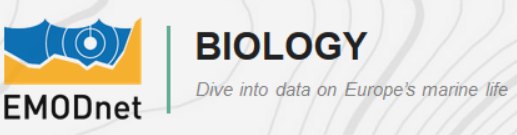 BIOLOGY
Dive into data on Europe's marine life
EMODnet